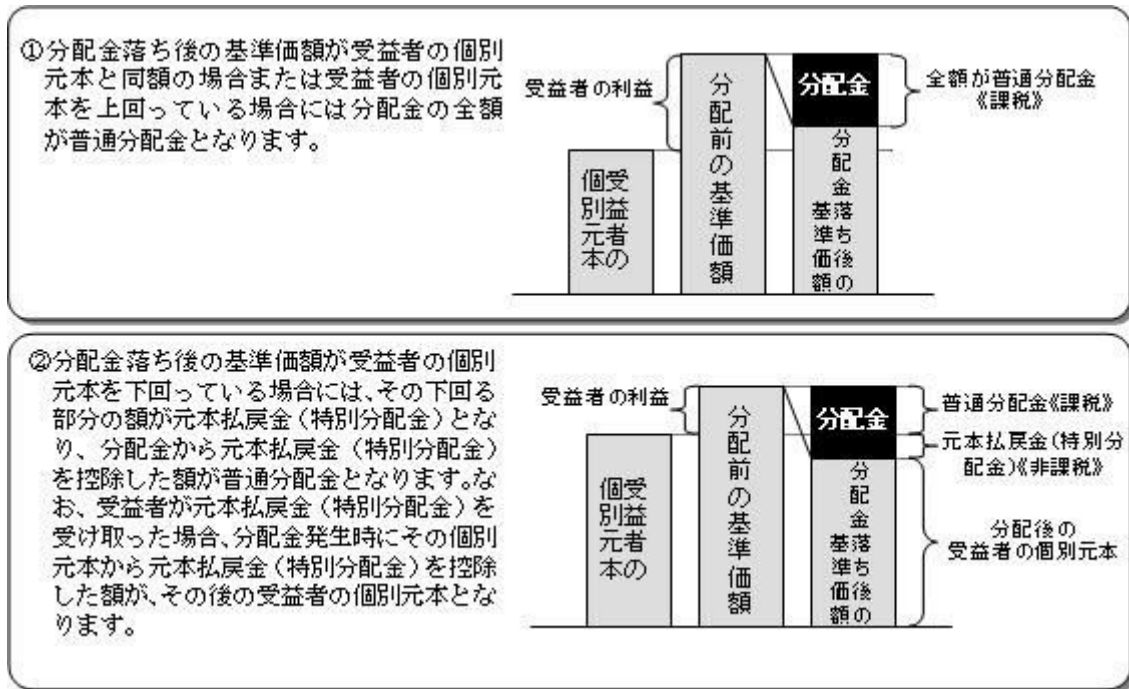 ①分配金落ち後の基準価額が受益者の個別
元本と同額の場合または受益者の個別元
本を上回っている場合には分配金の全額
が普通分配金となります。
受益者の利益
受益者の
個別元本
分配前の基準価額
分配金
分配金落ち後の
基準価額
全額が普通分配金
《課税》
②分配金落ち後の基準価額が受益者の個別
元本を下回っている場合には、その下回る
部分の額が元本払戻金（特別分配金）とな
り、分配金から元本払戻金（特別分配金）
を控除した額が普通分配金となります。な
お、受益者が元本払戻金（特別分配金）を
受け取った場合、分配金発生時にその個別
元本から元本払戻金（特別分配金）を控除
した額が、その後の受益者の個別元本とな
ります。
受益者の利益
受益者の
個別元本
分配前の基準価額
分配金
分配金落ち後の
基準価額
普通分配金《課税》
元本払戻金（特別分
配金）《非課税》
分配後の
受益者の個別元本